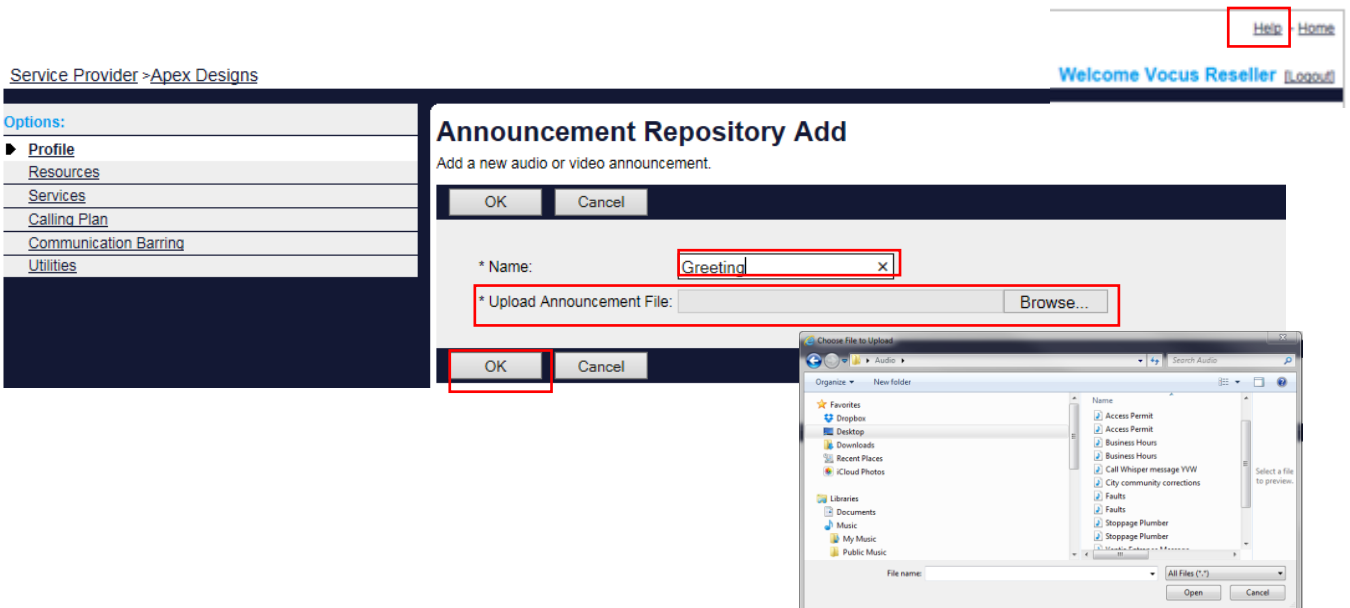 Help - Home
Service Provider >Apex Designs
Welcome Vocus Reseller [Logout]
Options:
Profile
Resources
Services
Calling Plan
Communication Barring
Utilities
Announcement Repository Add
Add a new audio or video announcement.
OK Cancel
* Name: Greeting ×
* Upload Announcement File: Browse...
OK Cancel
Choose File to Upload
Audio
Search Audio
Organize New folder
Favorites
Dropbox
Desktop
Downloads
Recent Places
iCloud Photos
Libraries
Documents
Music
My Music
Public Music
Name
Access Permit
Access Permit
Business Hours
Business Hours
Call Whisper message YVW
City community corrections
Faults
Faults
Stoppage Plumber
Stoppage Plumber
Select a file
to preview.
File name: All Files (*.*)
Open Cancel